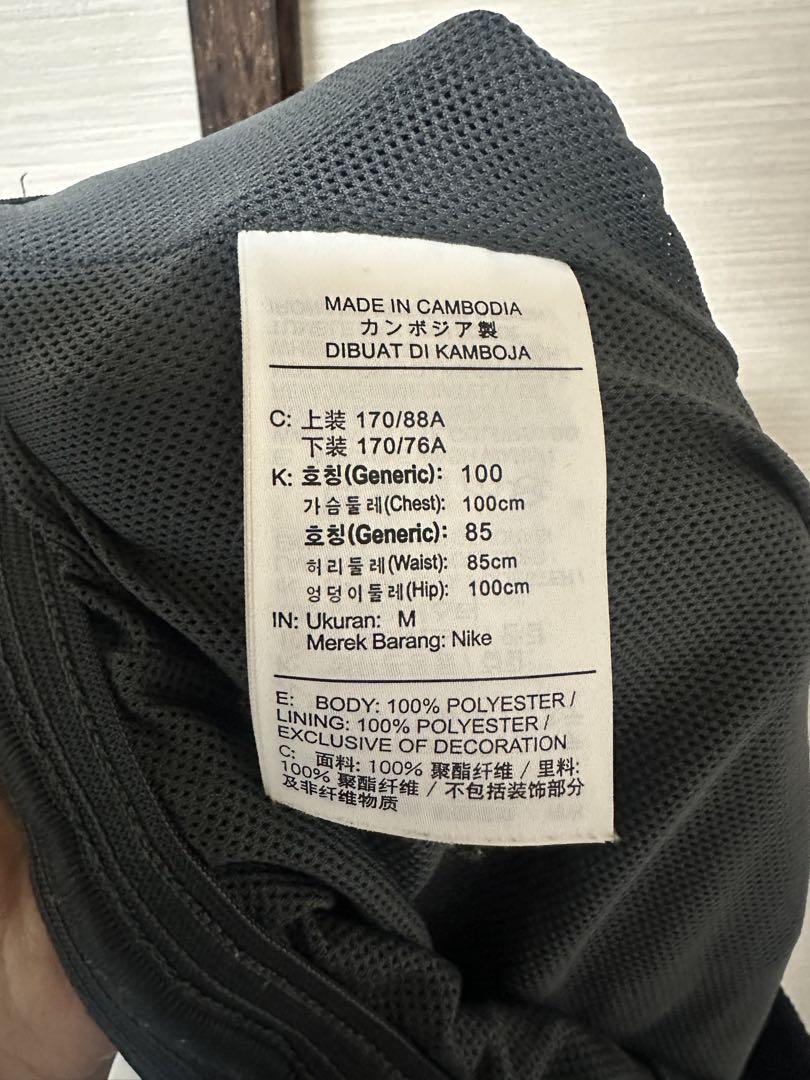 MADE IN CAMBODIA
カンボジア製
DIBUAT DI KAMBOJA
C: 上装 170/88A
下装 170/76A
K: 호칭(Generic): 100
가슴둘레(Chest): 100cm
호칭(Generic): 85
허리둘레(Waist): 85cm
엉덩이둘레(Hip): 100cm
IN: Ukuran: M
Merek Barang: Nike
E: BODY: 100% POLYESTER /
LINING: 100% POLYESTER /
EXCLUSIVE OF DECORATION
C: 面料: 100% 聚酯纤维 / 里料:
100% 聚酯纤维 / 不包括装饰部分
及非纤维物质